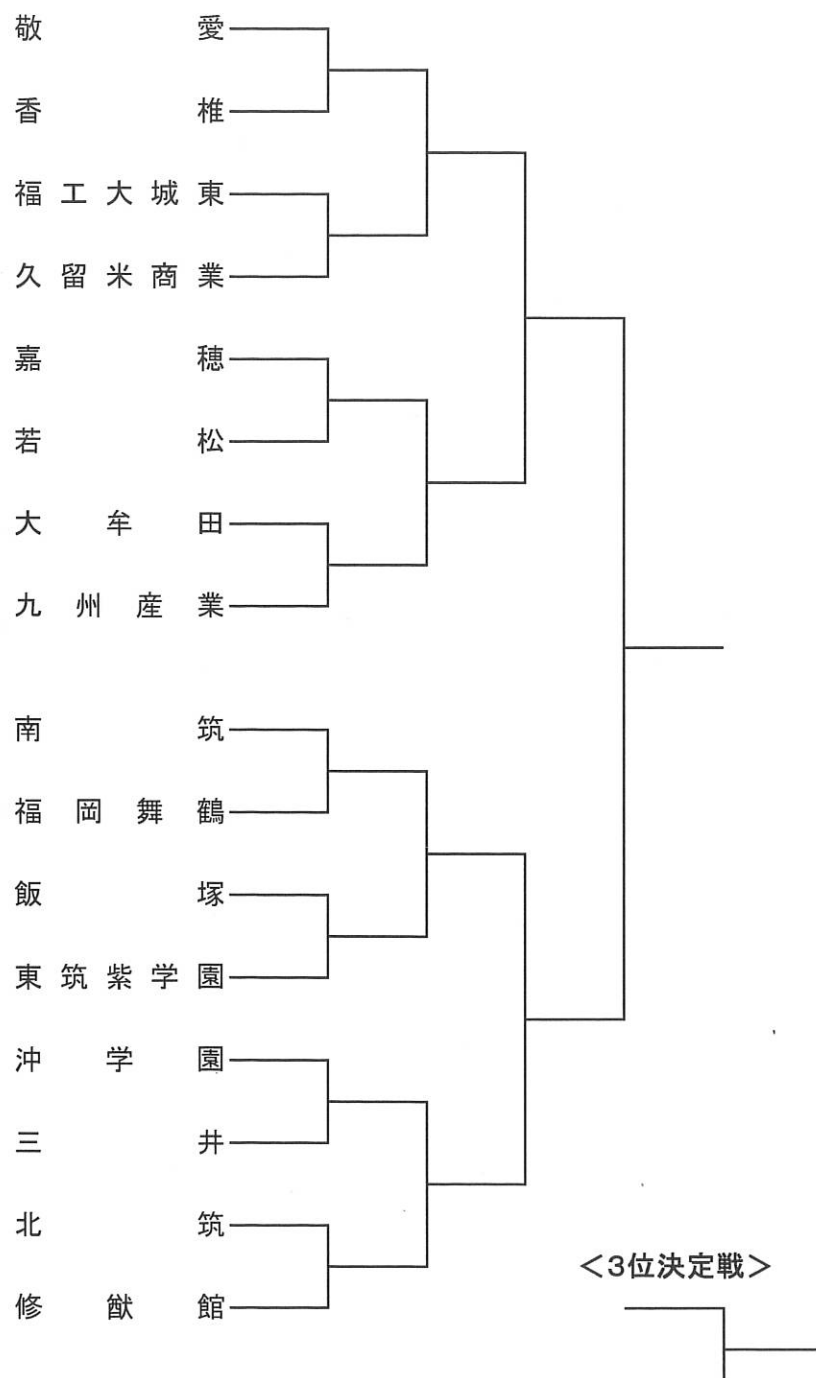 敬愛
香椎
福工大城東
久留米商業
嘉穂
若松
大牟田
九州産業
南筑
福岡舞鶴
飯塚
東筑紫学園
沖学園
三井
北筑
修猷館
＜3位決定戦＞